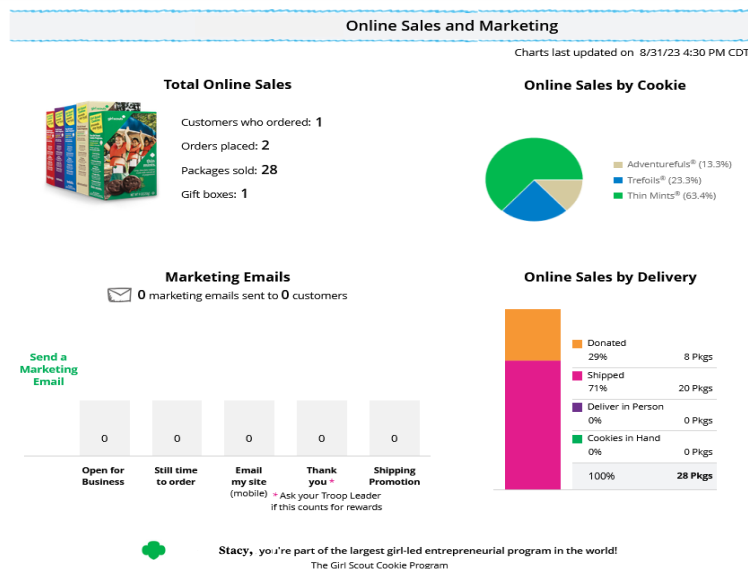 Online Sales and Marketing
Charts last updated on 8/31/23 4:30 PM CDT
Total Online Sales
Customers who ordered: 1
Orders placed: 2
Packages sold: 28
Gift boxes: 1
Online Sales by Cookie
Adventurefuls® (13.3%)
Trefoils® (23.3%)
Thin Mints® (63.4%)
Marketing Emails
0 marketing emails sent to 0 customers
Send a
Marketing
Email
0 0 0 0 0
Open for
Business
Still time
to order
Email
my site
(mobile)
Thank
you *
Shipping
Promotion
* Ask your Troop Leader
if this counts for rewards
Online Sales by Delivery
Donated
29% 8 Pkgs
Shipped
71% 20 Pkgs
Deliver in Person
0% 0 Pkgs
Cookies in Hand
0% 0 Pkgs
100% 28 Pkgs
Stacy, you're part of the largest girl-led entrepreneurial program in the world!
The Girl Scout Cookie Program